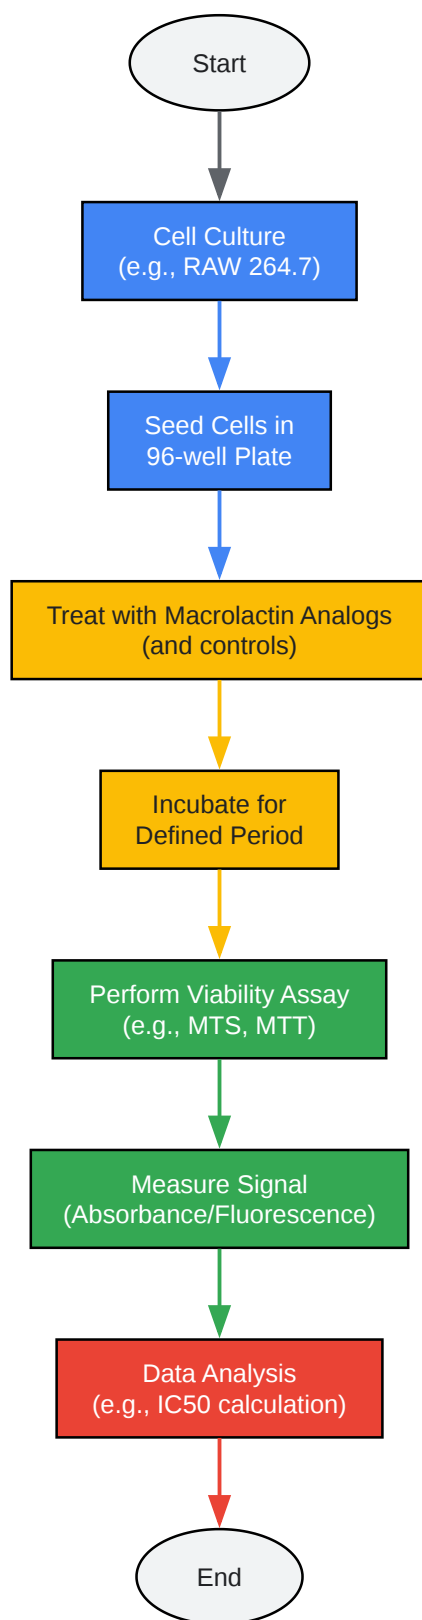 Start
Cell Culture
(e.g., RAW 264.7)
Seed Cells in
96-well Plate
Treat with Macrolactin Analogs
(and controls)
Incubate for
Defined Period
Perform Viability Assay
(e.g., MTS, MTT)
Measure Signal
(Absorbance/Fluorescence)
Data Analysis
(e.g., IC50 calculation)
End